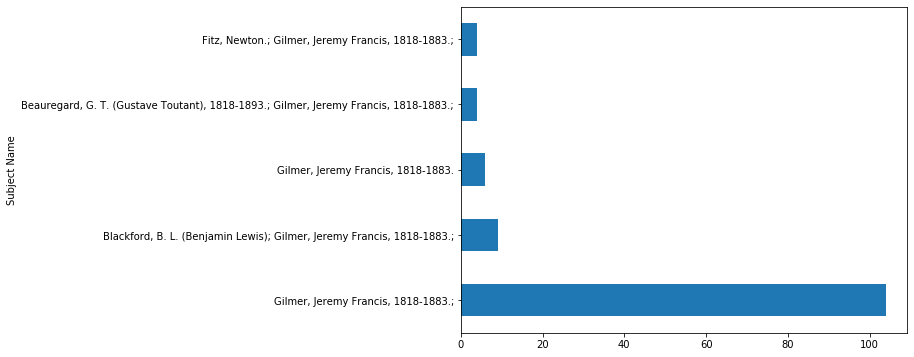 Fitz, Newton.; Gilmer, Jeremy Francis, 1818-1883.;
Beauregard, G. T. (Gustave Toutant), 1818-1893.; Gilmer, Jeremy Francis, 1818-1883.;
Gilmer, Jeremy Francis, 1818-1883.
Blackford, B. L. (Benjamin Lewis); Gilmer, Jeremy Francis, 1818-1883.;
Gilmer, Jeremy Francis, 1818-1883.;
Subject Name
0 20 40 60 80 100